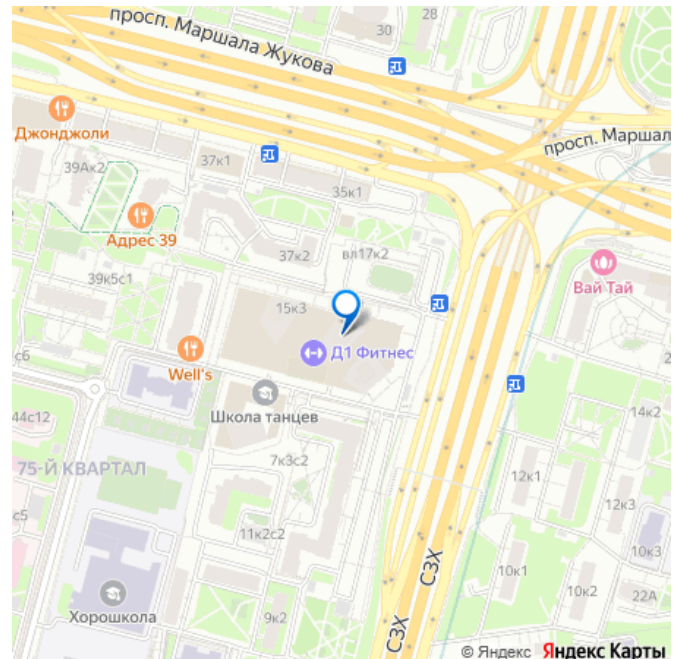 28
30
просп. Маршала Жукова
Джонджоли
просп. Маршал
37к1
39Ак2
35к1
Адрес 39
37к2
вл17к2
Вай Тай
39к5с1
15к3
Д1 Фитнес
с6
Well's
2
Школа танцев
14к2
44с12
7к3с2
75-Й КВАРТАЛ
12к1
12к3
с5
11к2с2
10к3
СЗХ
10к1
Хорошкола
10к2
22А
9к2
СЗХ
© Яндекс Яндекс Карты